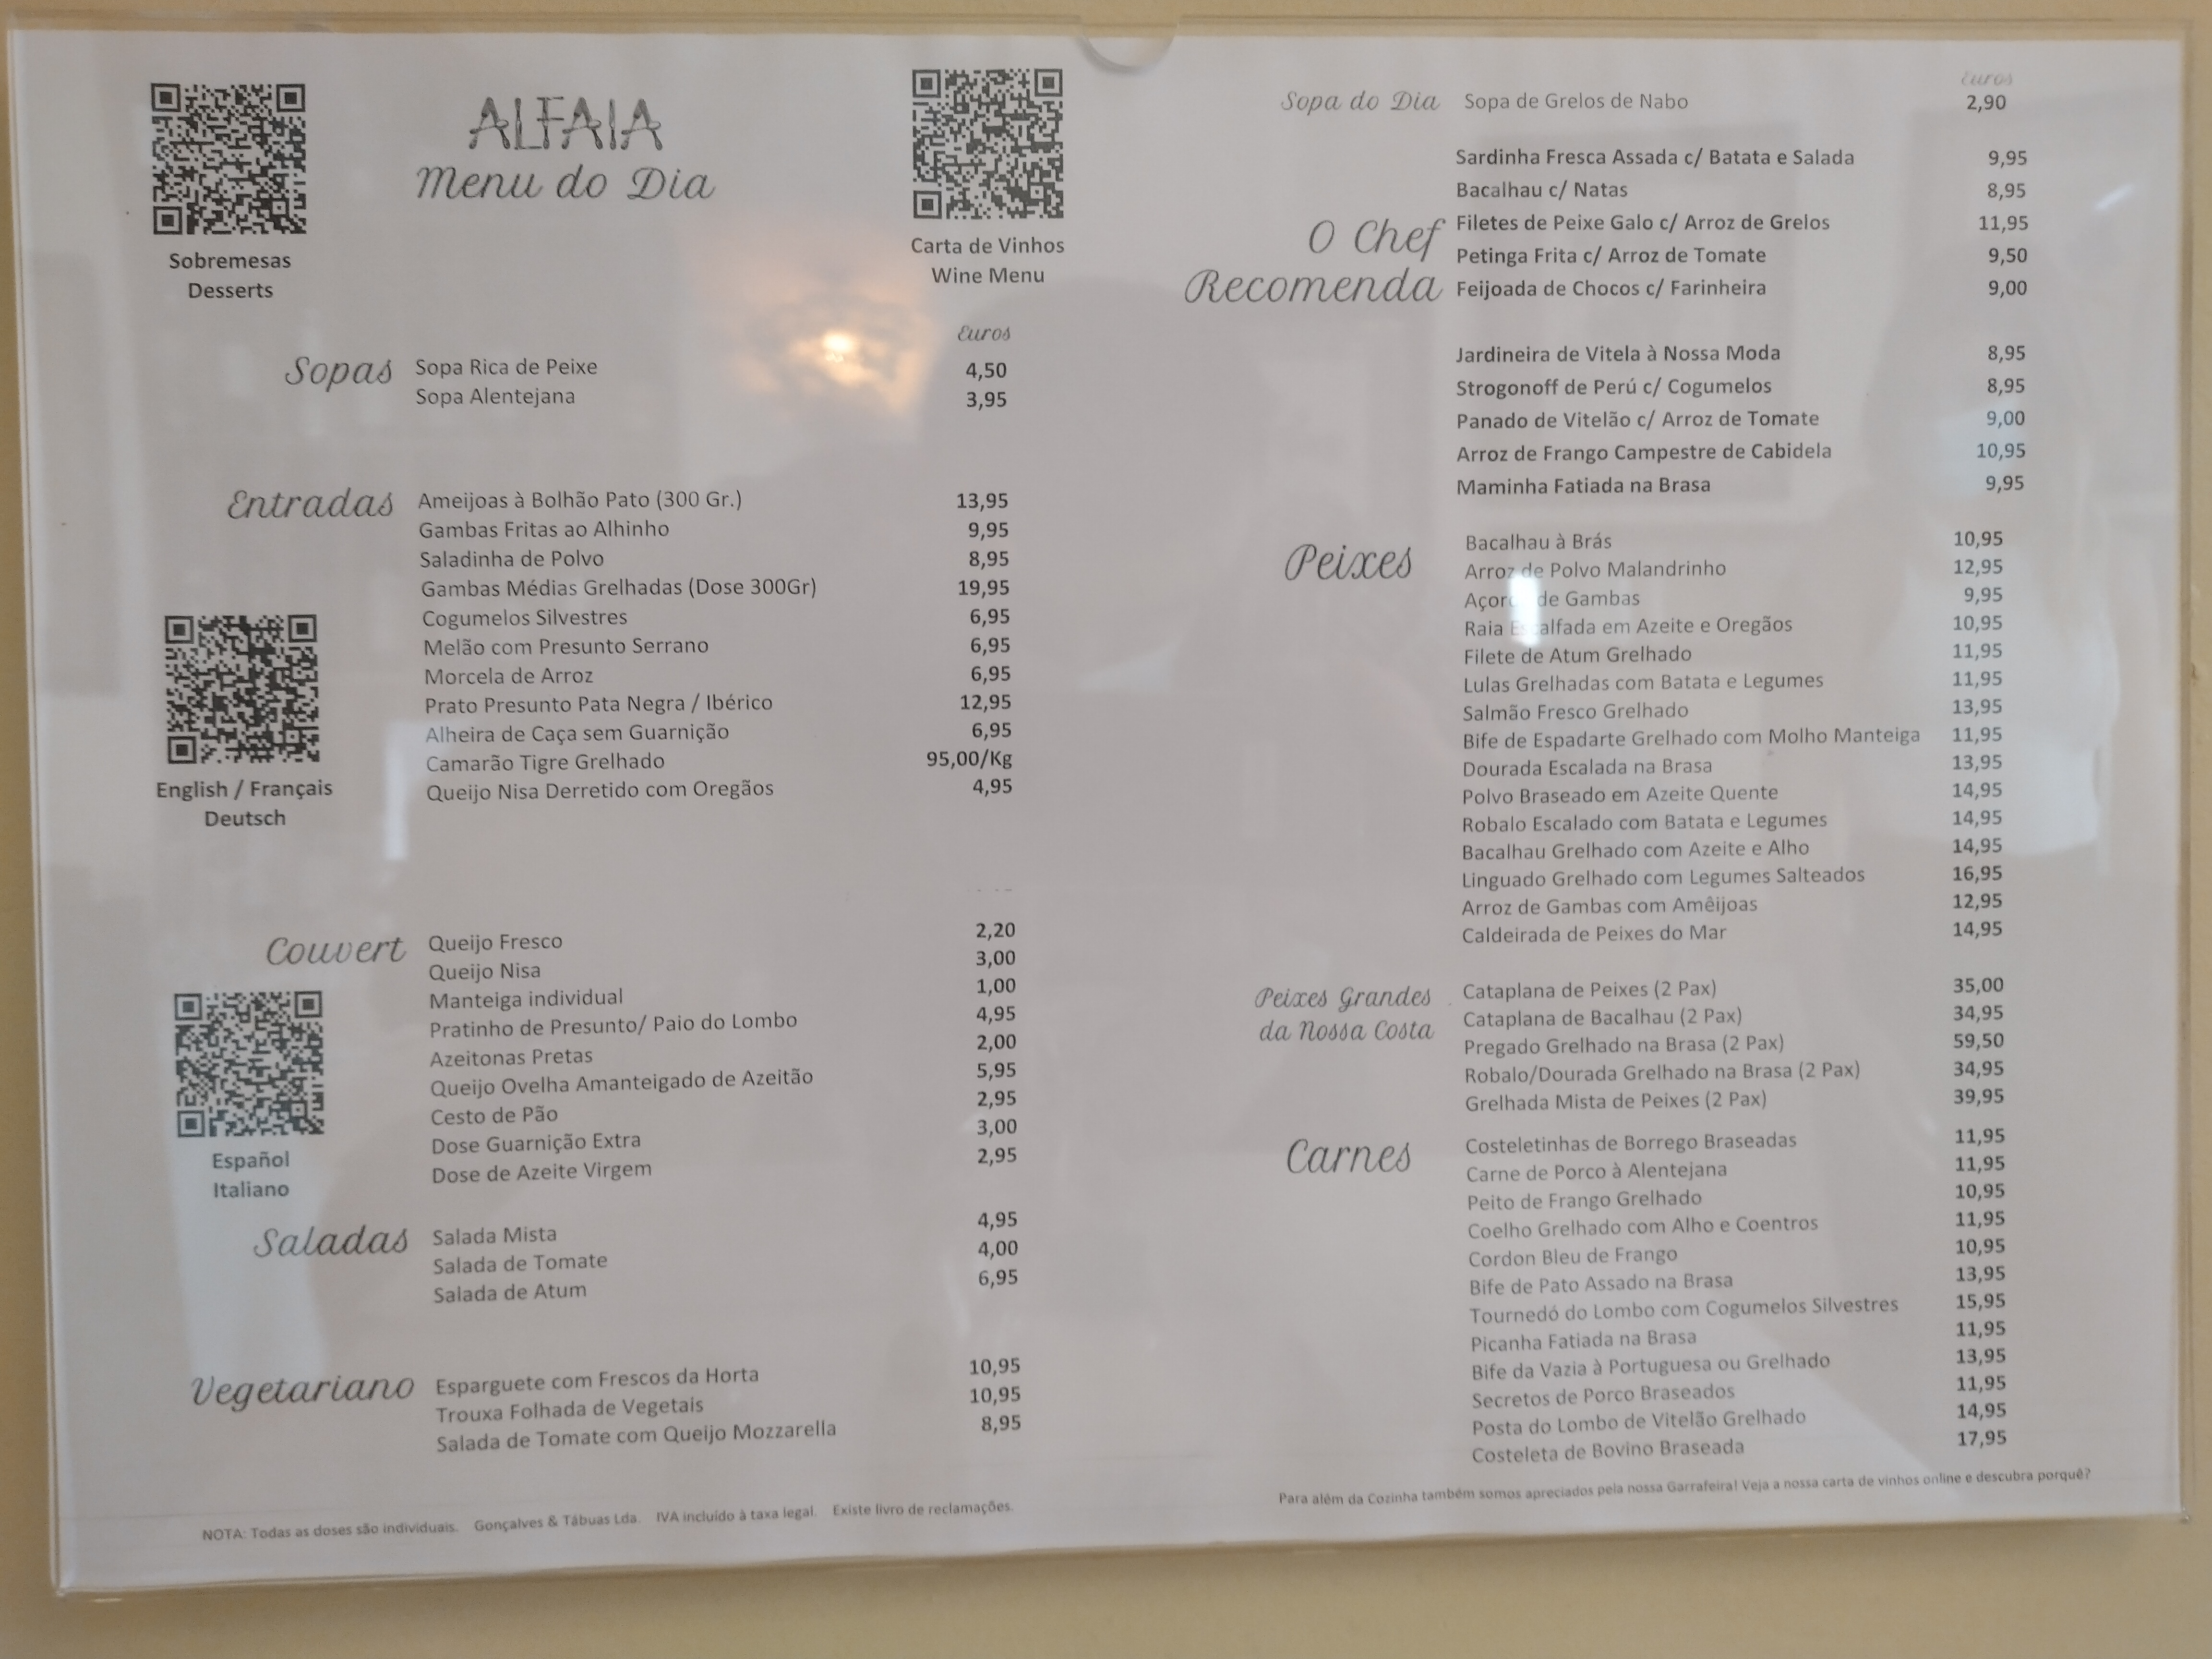 ALFAIA
Menu do Dia
Sobremesas
Desserts
Carta de Vinhos
Wine Menu
Euros
Sopas
Sopa Rica de Peixe 4,50
Sopa Alentejana 3,95
Entradas
Ameijoas à Bolhão Pato (300 Gr.) 13,95
Gambas Fritas ao Alhinho 9,95
Saladinha de Polvo 8,95
Gambas Médias Grelhadas (Dose 300Gr) 19,95
Cogumelos Silvestres 6,95
Melão com Presunto Serrano 6,95
Morcela de Arroz 6,95
Prato Presunto Pata Negra / Ibérico 12,95
Alheira de Caça sem Guarnição 6,95
Camarão Tigre Grelhado 95,00/Kg
Queijo Nisa Derretido com Oregãos 4,95
English / Français
Deutsch
Couvert
Queijo Fresco 2,20
Queijo Nisa 3,00
Manteiga individual 1,00
Pratinho de Presunto/ Paio do Lombo 4,95
Azeitonas Pretas 2,00
Queijo Ovelha Amanteigado de Azeitão 5,95
Cesto de Pão 2,95
Dose Guarnição Extra 3,00
Dose de Azeite Virgem 2,95
Español
Italiano
Saladas
Salada Mista 4,95
Salada de Tomate 4,00
Salada de Atum 6,95
Vegetariano
Esparguete com Frescos da Horta 10,95
Trouxa Folhada de Vegetais 10,95
Salada de Tomate com Queijo Mozzarella 8,95
NOTA: Todas as doses são individuais. Gonçalves & Tábuas Lda. IVA incluído à taxa legal. Existe livro de reclamações.
Euros
Sopa do Dia Sopa de Grelos de Nabo 2,90
O Chef
Recomenda
Sardinha Fresca Assada c/ Batata e Salada 9,95
Bacalhau c/ Natas 8,95
Filetes de Peixe Galo c/ Arroz de Grelos 11,95
Petinga Frita c/ Arroz de Tomate 9,50
Feijoada de Chocos c/ Farinheira 9,00
Jardineira de Vitela à Nossa Moda 8,95
Strogonoff de Perú c/ Cogumelos 8,95
Panado de Vitelão c/ Arroz de Tomate 9,00
Arroz de Frango Campestre de Cabidela 10,95
Maminha Fatiada na Brasa 9,95
Peixes
Bacalhau à Brás 10,95
Arroz de Polvo Malandrinho 12,95
Açorda de Gambas 9,95
Raia Escalfada em Azeite e Oregãos 10,95
Filete de Atum Grelhado 11,95
Lulas Grelhadas com Batata e Legumes 11,95
Salmão Fresco Grelhado 13,95
Bife de Espadarte Grelhado com Molho Manteiga 11,95
Dourada Escalada na Brasa 13,95
Polvo Braseado em Azeite Quente 14,95
Robalo Escalado com Batata e Legumes 14,95
Bacalhau Grelhado com Azeite e Alho 14,95
Linguado Grelhado com Legumes Salteados 16,95
Arroz de Gambas com Amêijoas 12,95
Caldeirada de Peixes do Mar 14,95
Peixes Grandes
da Nossa Costa
Cataplana de Peixes (2 Pax) 35,00
Cataplana de Bacalhau (2 Pax) 34,95
Pregado Grelhado na Brasa (2 Pax) 59,50
Robalo/Dourada Grelhado na Brasa (2 Pax) 34,95
Grelhada Mista de Peixes (2 Pax) 39,95
Carnes
Costeletinhas de Borrego Braseadas 11,95
Carne de Porco à Alentejana 11,95
Peito de Frango Grelhado 10,95
Coelho Grelhado com Alho e Coentros 11,95
Cordon Bleu de Frango 10,95
Bife de Pato Assado na Brasa 13,95
Tournedó do Lombo com Cogumelos Silvestres 15,95
Picanha Fatiada na Brasa 11,95
Bife da Vazia à Portuguesa ou Grelhado 13,95
Secretos de Porco Braseados 11,95
Posta do Lombo de Vitelão Grelhado 14,95
Costeleta de Bovino Braseada 17,95
Para além da Cozinha também somos apreciados pela nossa Garrafeira! Veja a nossa carta de vinhos online e descubra porquê?